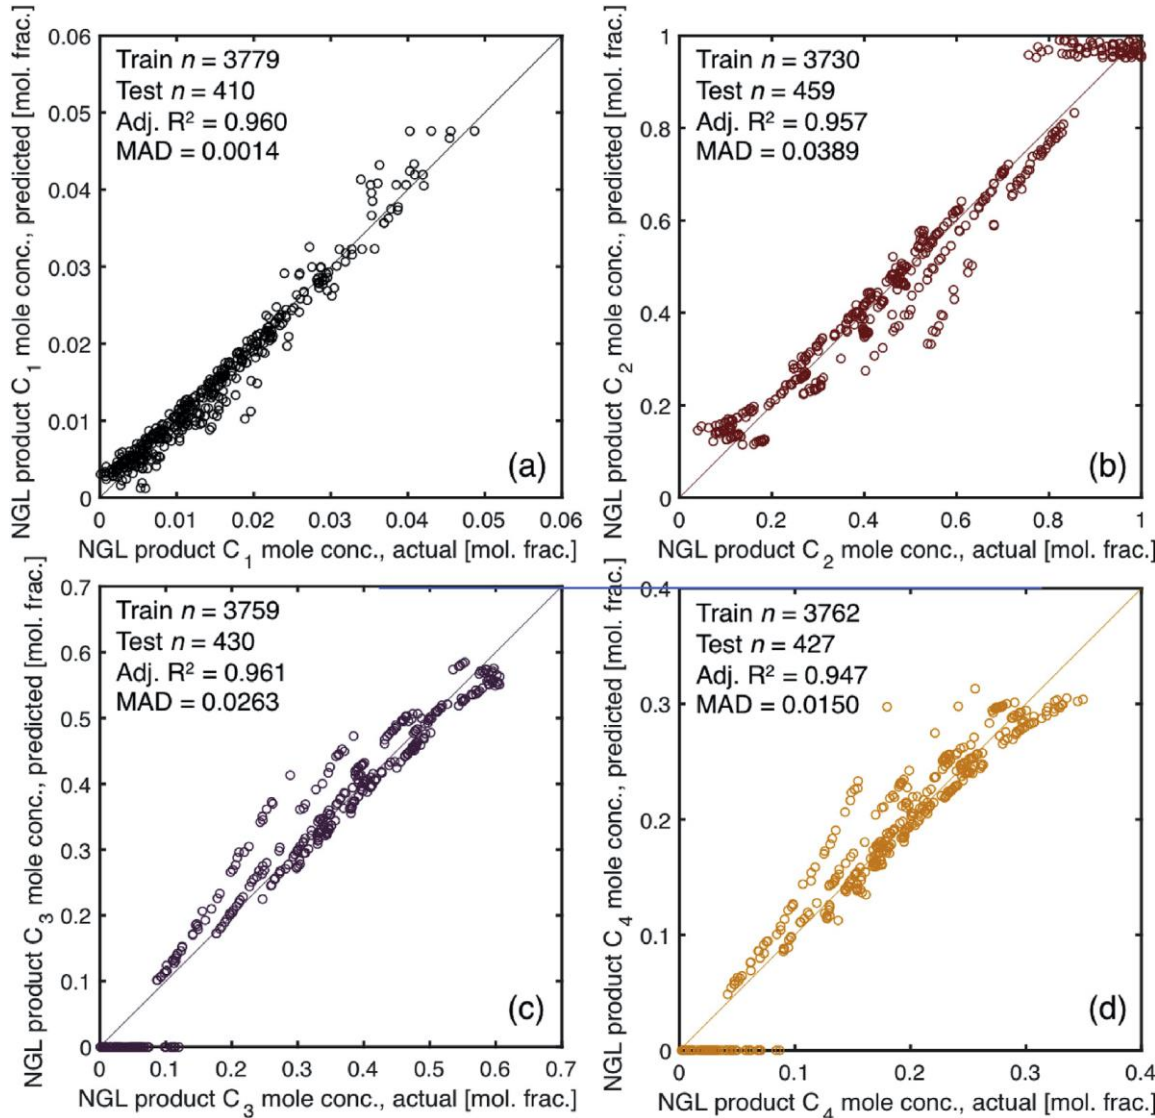 NGL product C1 mole conc., predicted [mol. frac.]
0.06
0.05
0.04
0.03
0.02
0.01
0
Train n = 3779
Test n = 410
Adj. R² = 0.960
MAD = 0.0014
(a)
0 0.01 0.02 0.03 0.04 0.05 0.06
NGL product C1 mole conc., actual [mol. frac.]
NGL product C2 mole conc., predicted [mol. frac.]
1
0.8
0.6
0.4
0.2
0
Train n = 3730
Test n = 459
Adj. R² = 0.957
MAD = 0.0389
(b)
0 0.2 0.4 0.6 0.8 1
NGL product C2 mole conc., actual [mol. frac.]
NGL product C3 mole conc., predicted [mol. frac.]
0.7
0.6
0.5
0.4
0.3
0.2
0.1
0
Train n = 3759
Test n = 430
Adj. R² = 0.961
MAD = 0.0263
(c)
0 0.1 0.2 0.3 0.4 0.5 0.6 0.7
NGL product C3 mole conc., actual [mol. frac.]
NGL product C4 mole conc., predicted [mol. frac.]
0.4
0.3
0.2
0.1
0
Train n = 3762
Test n = 427
Adj. R² = 0.947
MAD = 0.0150
(d)
0 0.1 0.2 0.3 0.4
NGL product C4 mole conc., actual [mol. frac.]